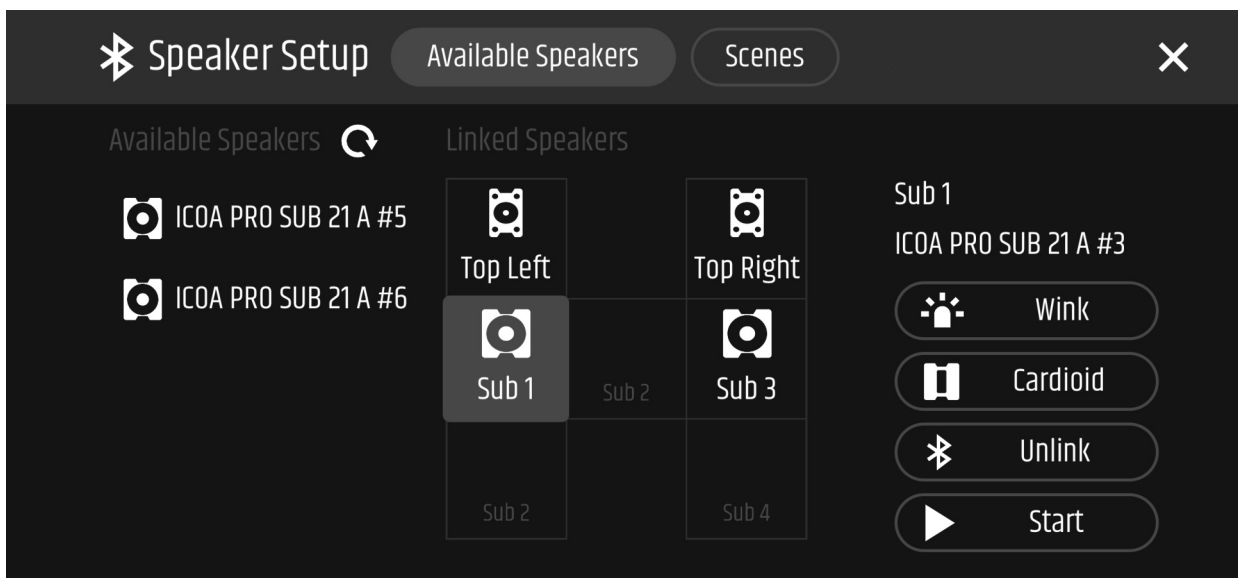 Speaker Setup
Available Speakers
Scenes
Available Speakers
Linked Speakers
ICOA PRO SUB 21 A #5
ICOA PRO SUB 21 A #6
Top Left
Top Right
Sub 1
Sub 2
Sub 3
Sub 2
Sub 4
Sub 1
ICOA PRO SUB 21 A #3
Wink
Cardioid
Unlink
Start